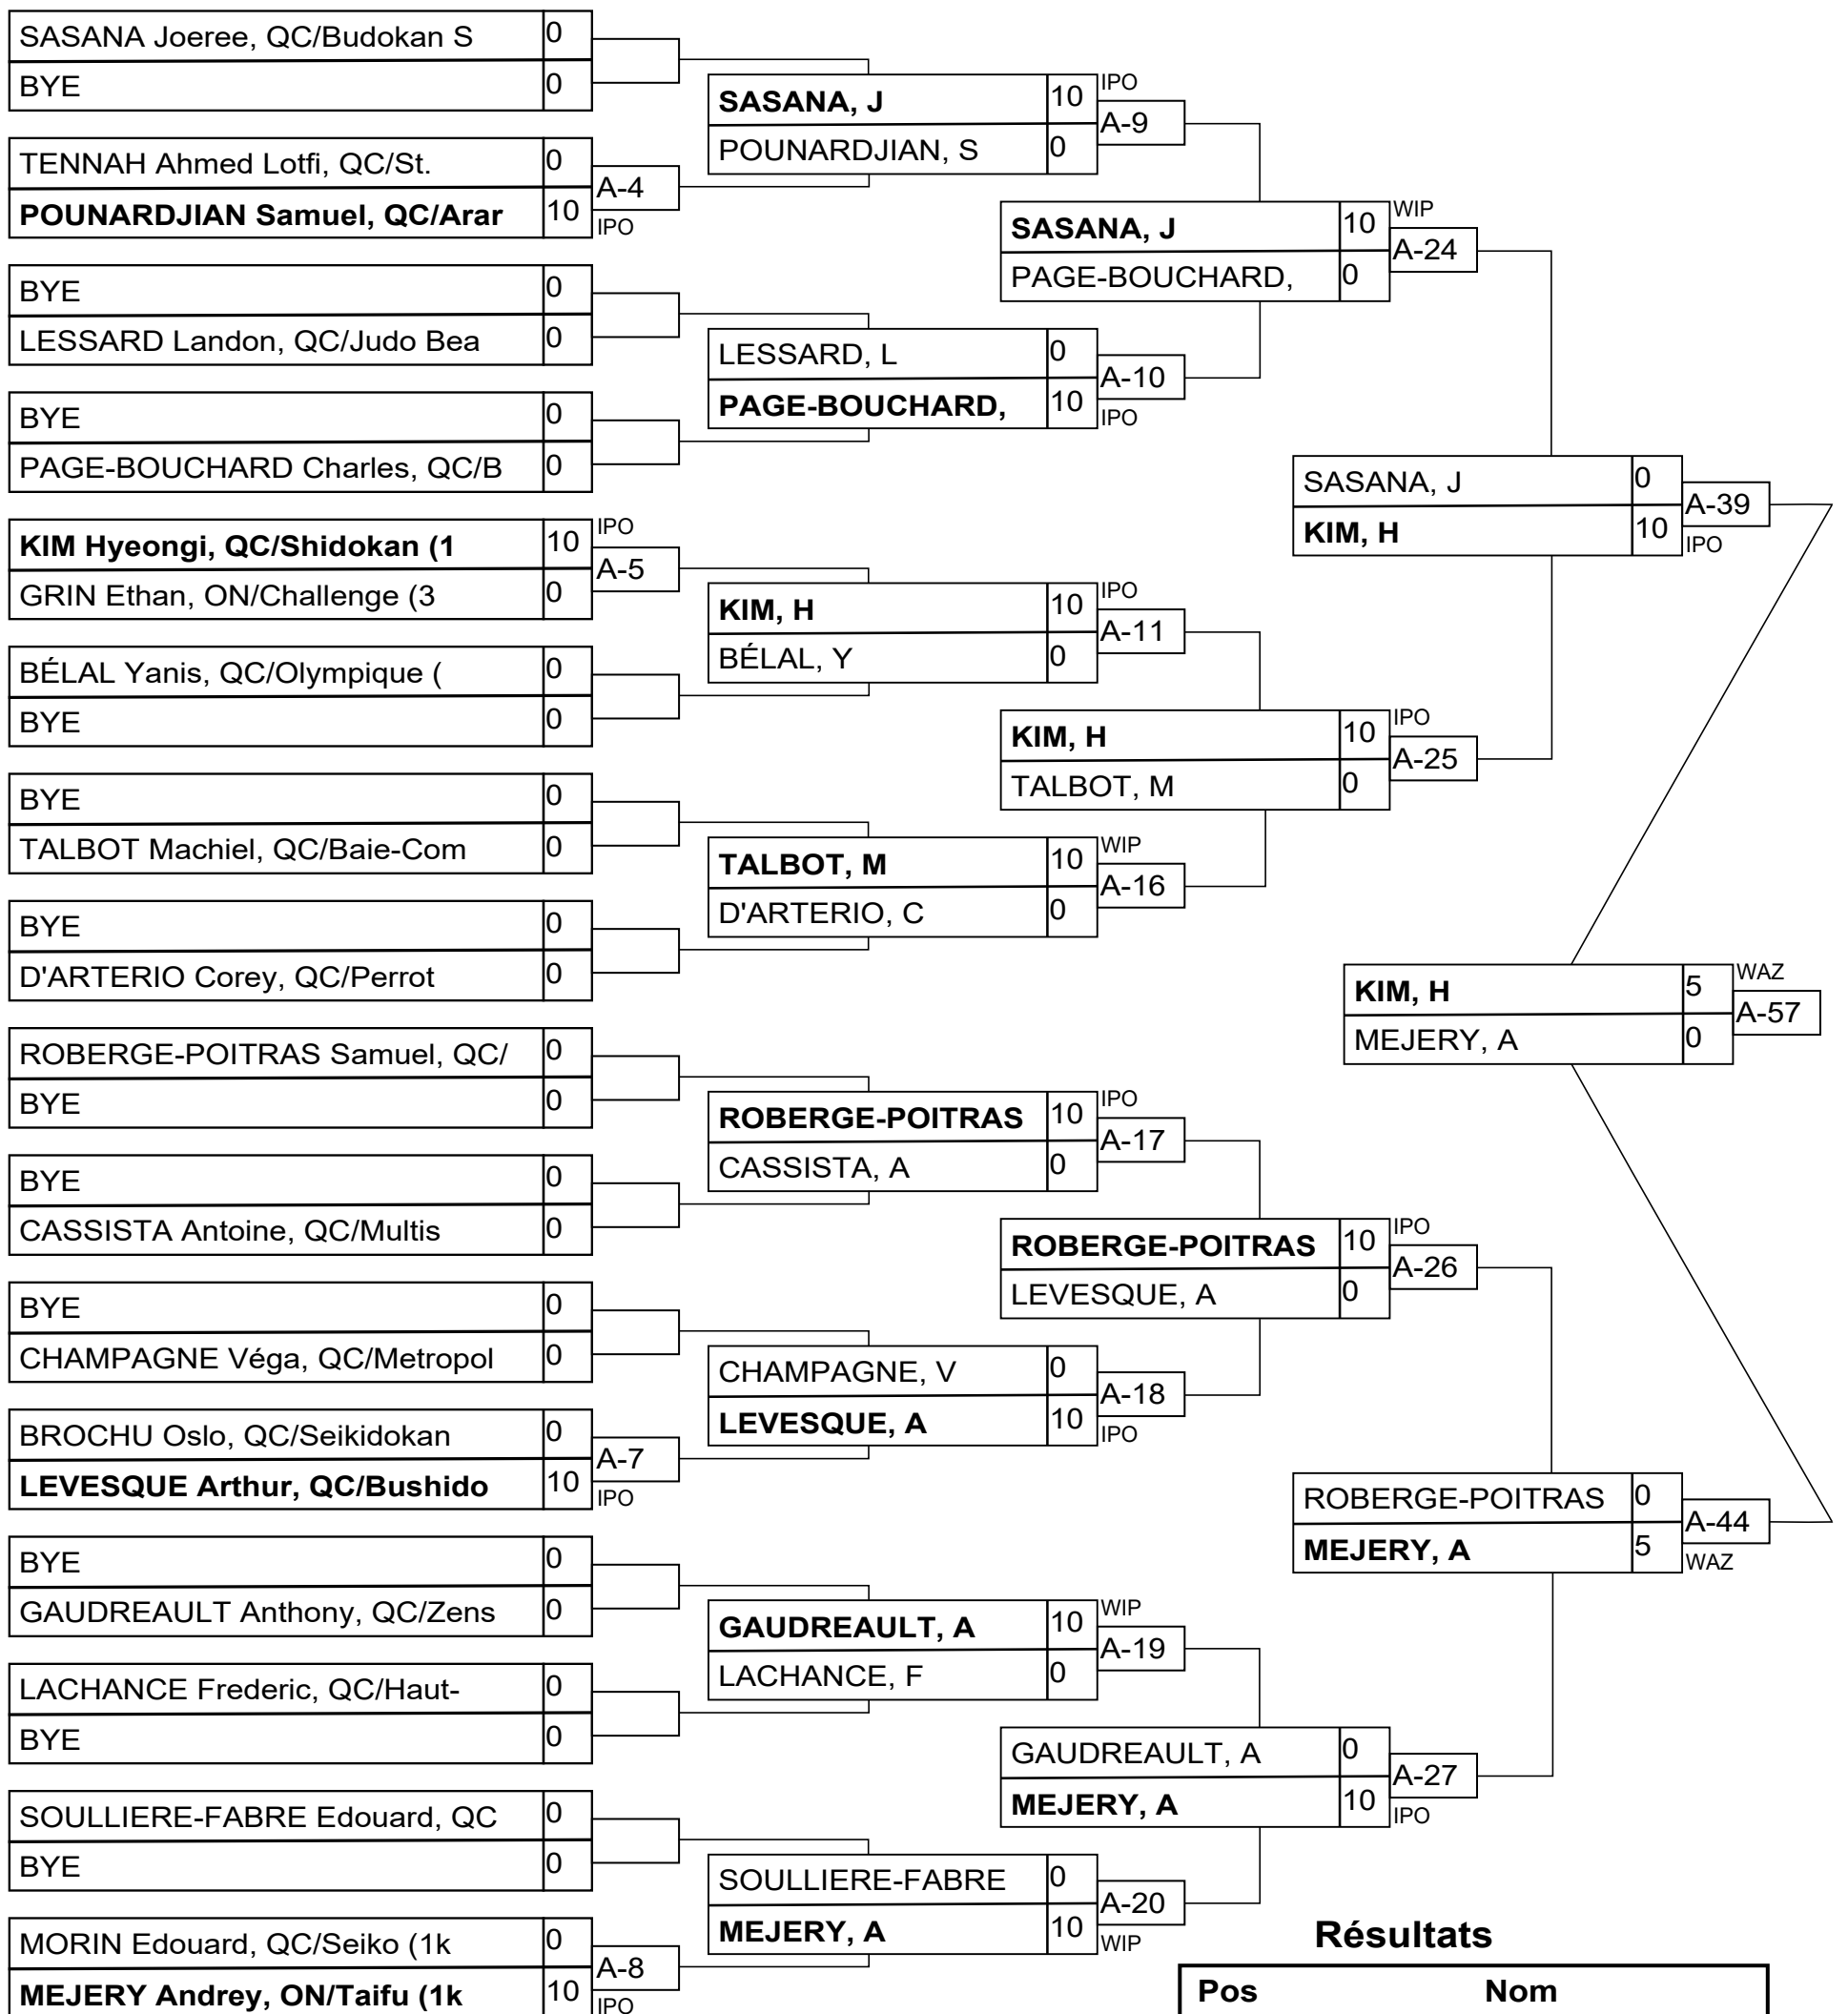 SASANA Joeree, QC/Budokan S 0
BYE 0
TENNAH Ahmed Lotfi, QC/St. 0
A-4
POUNARDJIAN Samuel, QC/Arar 10
IPO
BYE 0
LESSARD Landon, QC/Judo Bea 0
BYE 0
PAGE-BOUCHARD Charles, QC/B 0
KIM Hyeongi, QC/Shidokan (1 10
IPO
A-5
GRIN Ethan, ON/Challenge (3 0
BÉLAL Yanis, QC/Olympique ( 0
BYE 0
BYE 0
TALBOT Machiel, QC/Baie-Com 0
BYE 0
D'ARTERIO Corey, QC/Perrot 0
ROBERGE-POITRAS Samuel, QC/ 0
BYE 0
BYE 0
CASSISTA Antoine, QC/Multis 0
BYE 0
CHAMPAGNE Véga, QC/Metropol 0
BROCHU Oslo, QC/Seikidokan 0
A-7
LEVESQUE Arthur, QC/Bushido 10
IPO
BYE 0
GAUDREAULT Anthony, QC/Zens 0
LACHANCE Frederic, QC/Haut- 0
BYE 0
SOULLIERE-FABRE Edouard, QC 0
BYE 0
MORIN Edouard, QC/Seiko (1k 0
A-8
MEJERY Andrey, ON/Taifu (1k 10
IPO
SASANA, J 10
IPO
A-9
POUNARDJIAN, S 0
LESSARD, L 0
A-10
PAGE-BOUCHARD, 10
IPO
KIM, H 10
IPO
A-11
BÉLAL, Y 0
TALBOT, M 10
WIP
A-16
D'ARTERIO, C 0
ROBERGE-POITRAS 10
IPO
A-17
CASSISTA, A 0
CHAMPAGNE, V 0
A-18
LEVESQUE, A 10
IPO
GAUDREAULT, A 10
WIP
A-19
LACHANCE, F 0
SOULLIERE-FABRE 0
A-20
MEJERY, A 10
WIP
SASANA, J 10
WIP
A-24
PAGE-BOUCHARD, 0
KIM, H 10
IPO
A-25
TALBOT, M 0
ROBERGE-POITRAS 10
IPO
A-26
LEVESQUE, A 0
GAUDREAULT, A 0
A-27
MEJERY, A 10
IPO
SASANA, J 0
A-39
KIM, H 10
IPO
ROBERGE-POITRAS 0
A-44
MEJERY, A 5
WAZ
KIM, H 5
WAZ
A-57
MEJERY, A 0
Résultats
Pos Nom